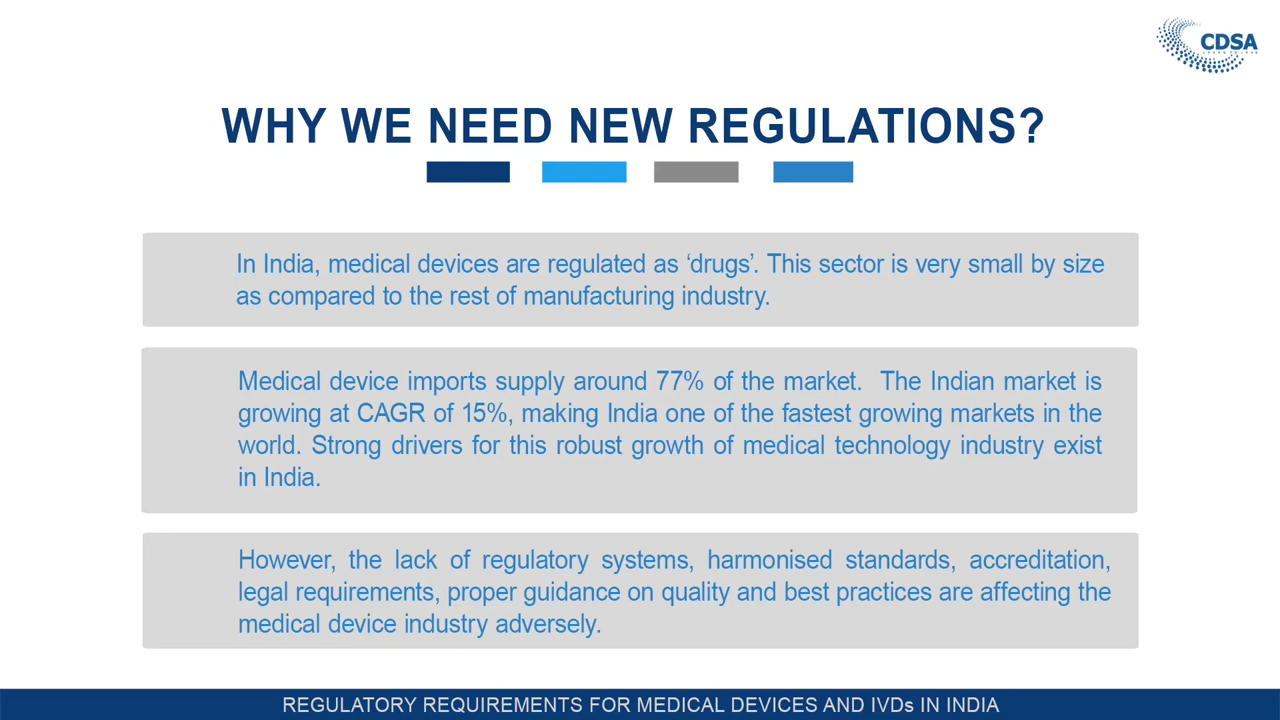 CDSA
WHY WE NEED NEW REGULATIONS?
In India, medical devices are regulated as ‘drugs’. This sector is very small by size
as compared to the rest of manufacturing industry.
Medical device imports supply around 77% of the market. The Indian market is
growing at CAGR of 15%, making India one of the fastest growing markets in the
world. Strong drivers for this robust growth of medical technology industry exist
in India.
However, the lack of regulatory systems, harmonised standards, accreditation,
legal requirements, proper guidance on quality and best practices are affecting the
medical device industry adversely.
REGULATORY REQUIREMENTS FOR MEDICAL DEVICES AND IVDs IN INDIA